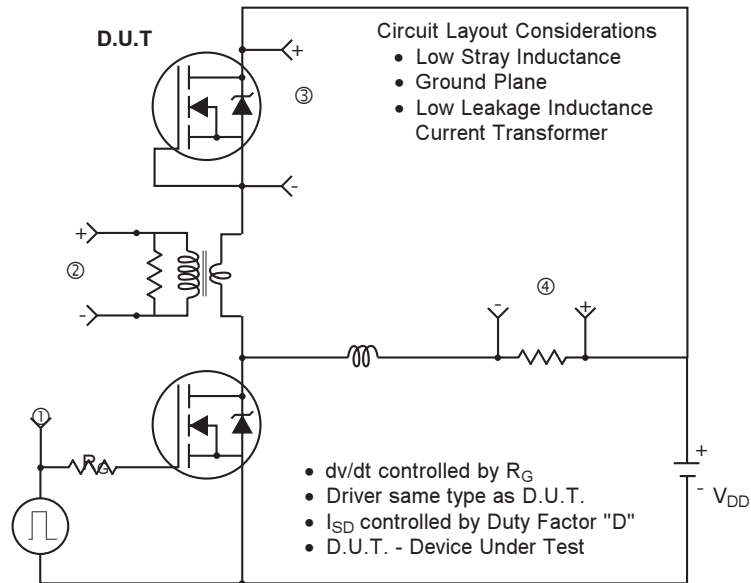 D.U.T
Circuit Layout Considerations
• Low Stray Inductance
• Ground Plane
• Low Leakage Inductance
Current Transformer
+
③
-
+
②
-
④
-
+
①
RG
+
-
VDD
• dv/dt controlled by RG
• Driver same type as D.U.T.
• ISD controlled by Duty Factor "D"
• D.U.T. - Device Under Test